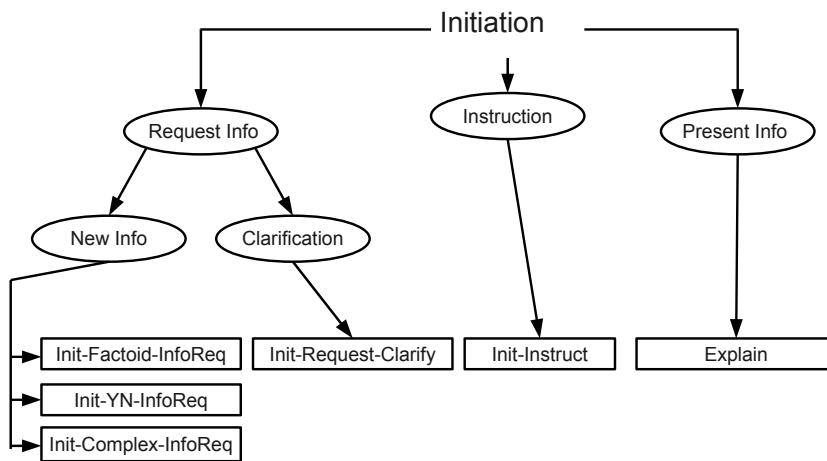 Initiation
Request Info
Instruction
Present Info
New Info
Clarification
Init-Factoid-InfoReq
Init-Request-Clarify
Init-Instruct
Explain
Init-YN-InfoReq
Init-Complex-InfoReq